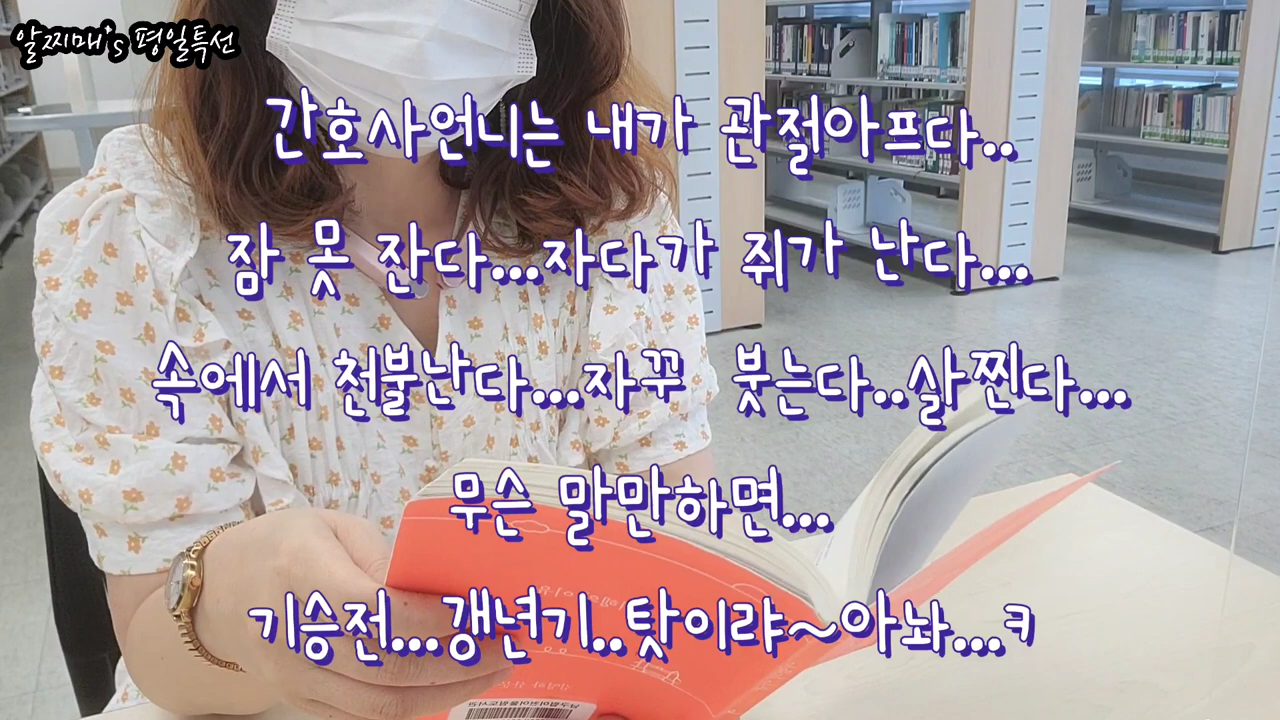 알찌매's 평일특선
간호사언니는 내가 관절아프다..
잠 못 잔다...자다가 쥐가 난다...
속에서 천불난다...자꾸 붓는다..살찐다...
무슨 말만하면...
기승전...갱년기..탓이랴~아놔...ㅋ